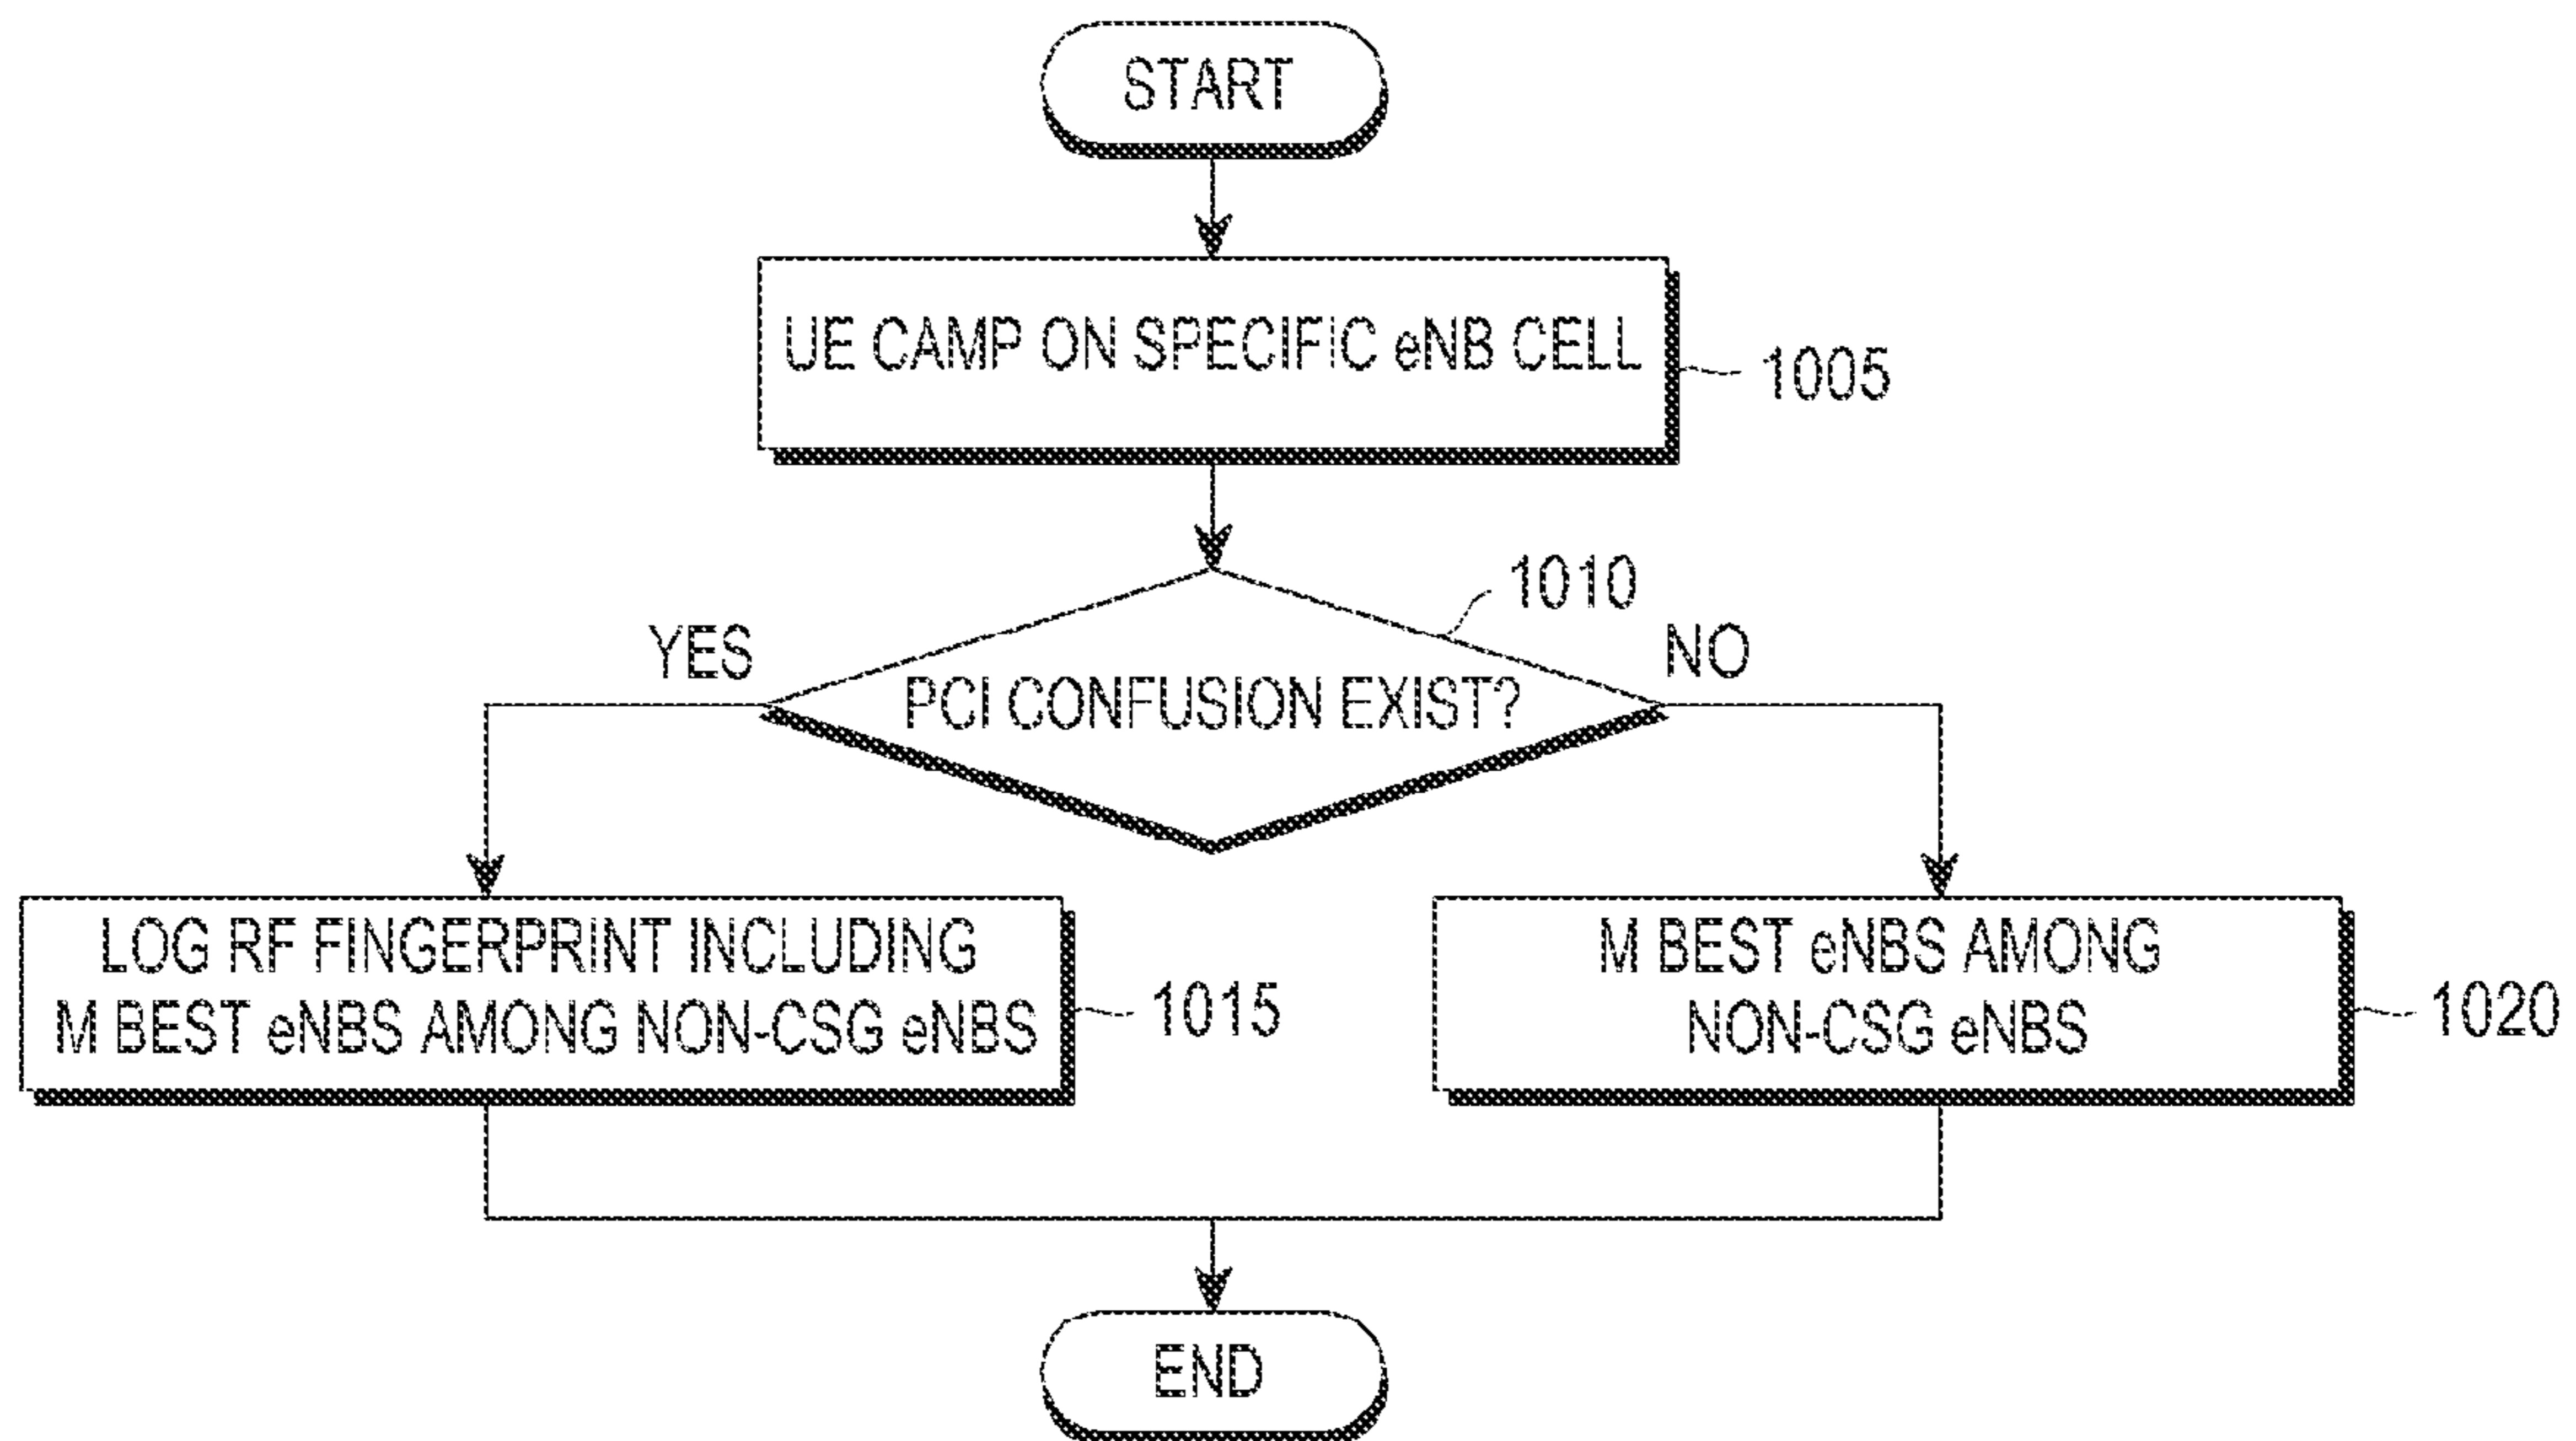 START
UE CAMP ON SPECIFIC eNB CELL
1005
1010
YES
NO
PCI CONFUSION EXIST?
LOG RF FINGERPRINT INCLUDING
M BEST eNBS AMONG NON-CSG eNBS
1015
M BEST eNBS AMONG
NON-CSG eNBS
1020
END